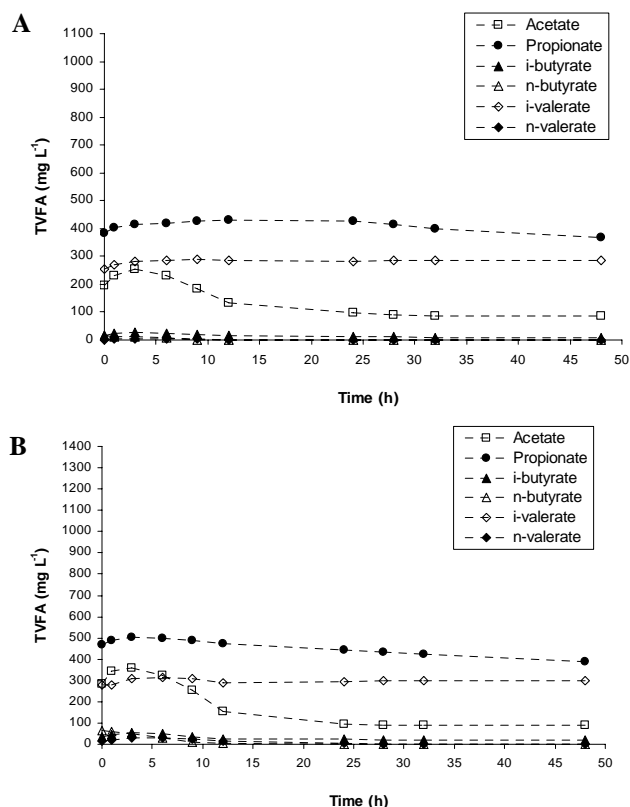 A
Acetate
Propionate
i-butyrate
n-butyrate
i-valerate
n-valerate
1100
1000
900
800
700
600
500
400
300
200
100
0
TVFA (mg L⁻¹)
0 5 10 15 20 25 30 35 40 45 50
Time (h)
B
Acetate
Propionate
i-butyrate
n-butyrate
i-valerate
n-valerate
1400
1300
1200
1100
1000
900
800
700
600
500
400
300
200
100
0
TVFA (mg L⁻¹)
0 5 10 15 20 25 30 35 40 45 50
Time (h)